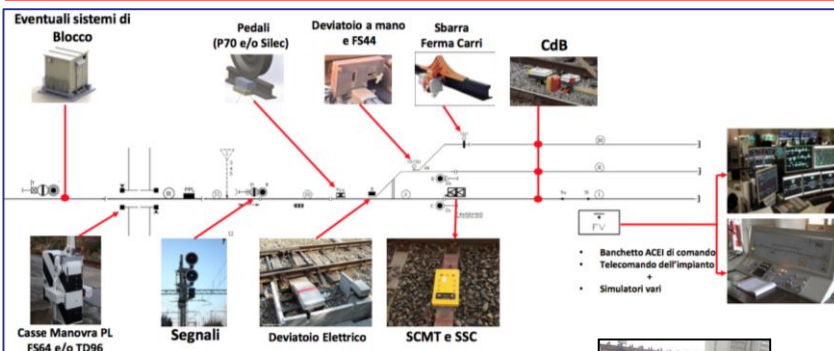 Eventuali sistemi di
Blocco
Pedali
(P70 e/o Silec)
Deviatoio a mano
e FS44
Sbarra
Ferma Carri
CdB
PPL
FV
Banchetto ACEI di comando
Telecomando dell'impianto
+
Simulatori vari
Casse Manovra PL
FS64 e/o TD96
Segnali
Deviatoio Elettrico
SCMT e SSC